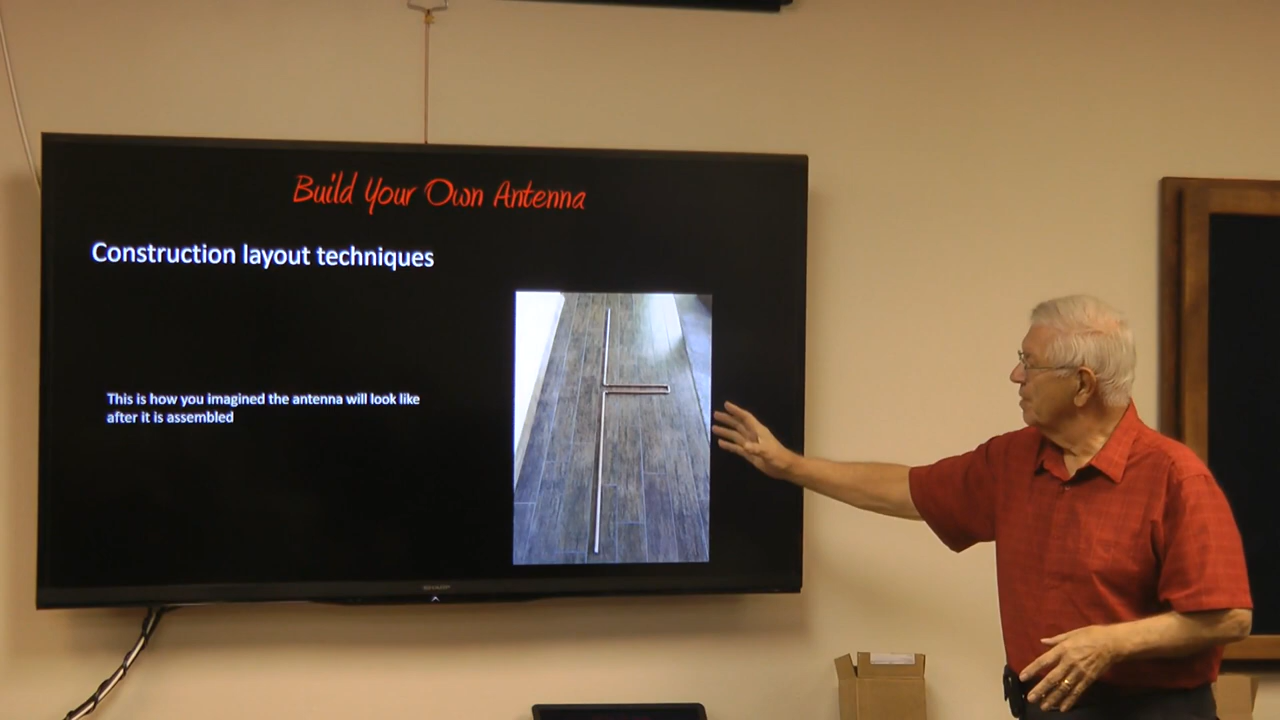 Build Your Own Antenna
Construction layout techniques
This is how you imagined the antenna will look like
after it is assembled
SHARP